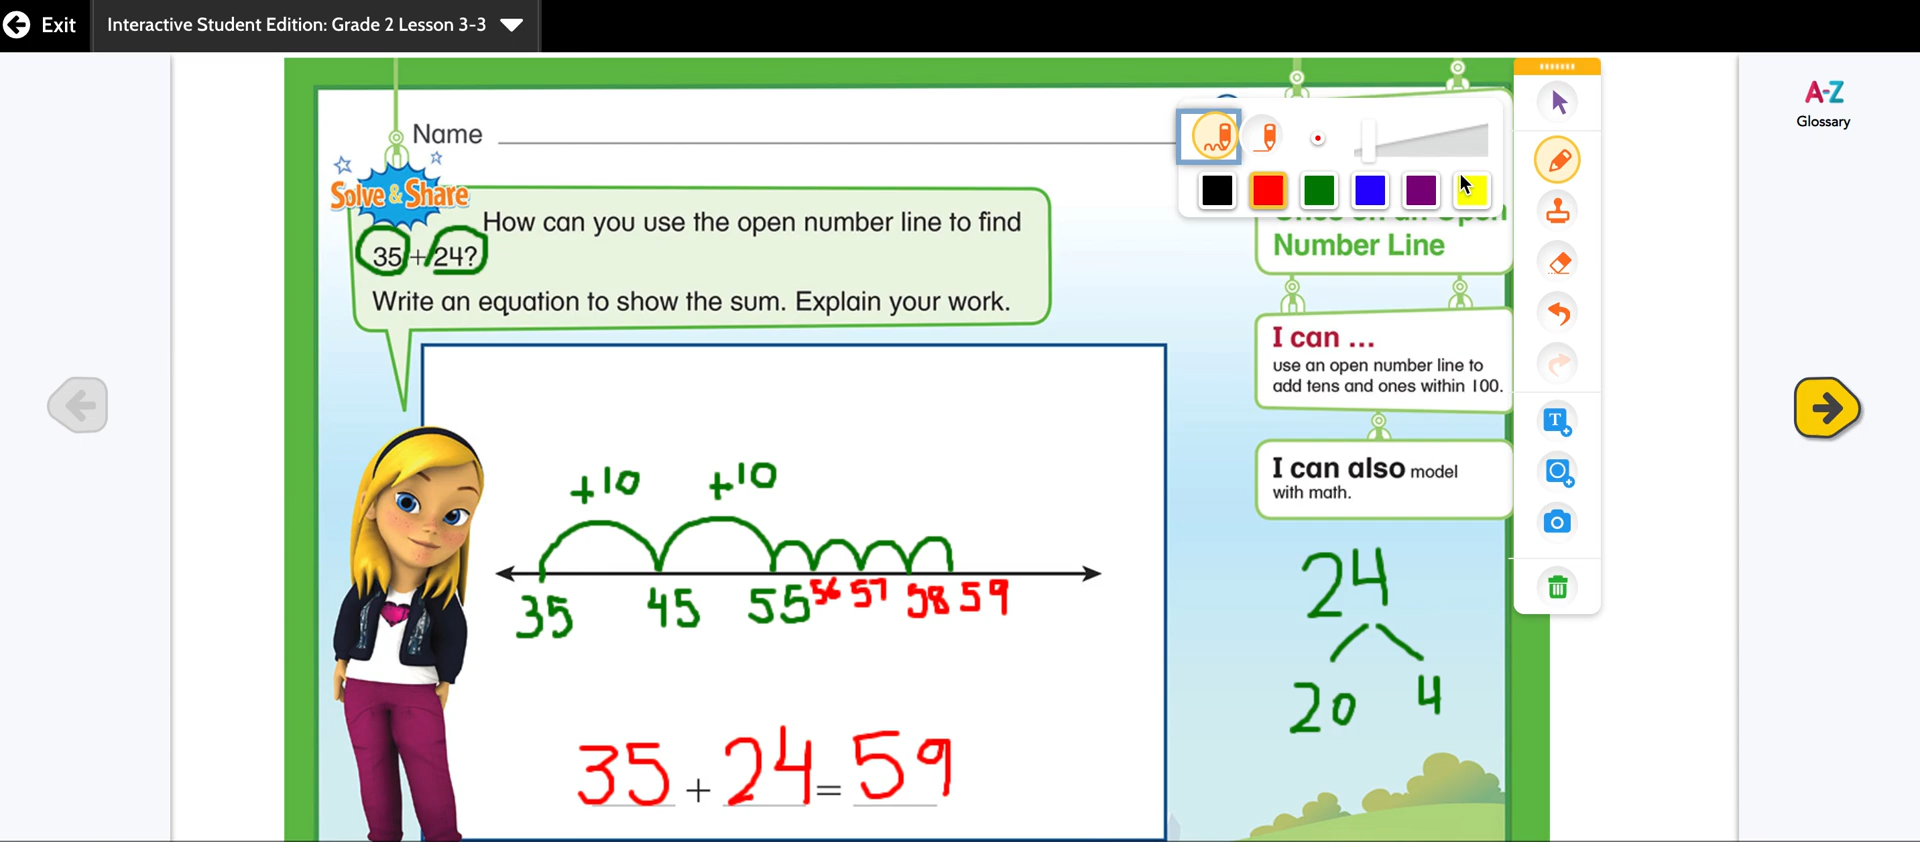 Exit
Interactive Student Edition: Grade 2 Lesson 3-3
A-Z
Glossary
Name
Solve & Share
How can you use the open number line to find
35 + 24?
Write an equation to show the sum. Explain your work.
Number Line
I can ...
use an open number line to
add tens and ones within 100.
I can also model
with math.
+10 +10
35 45 55 56 57 58 59
35 + 24 = 59
24
20 4
T